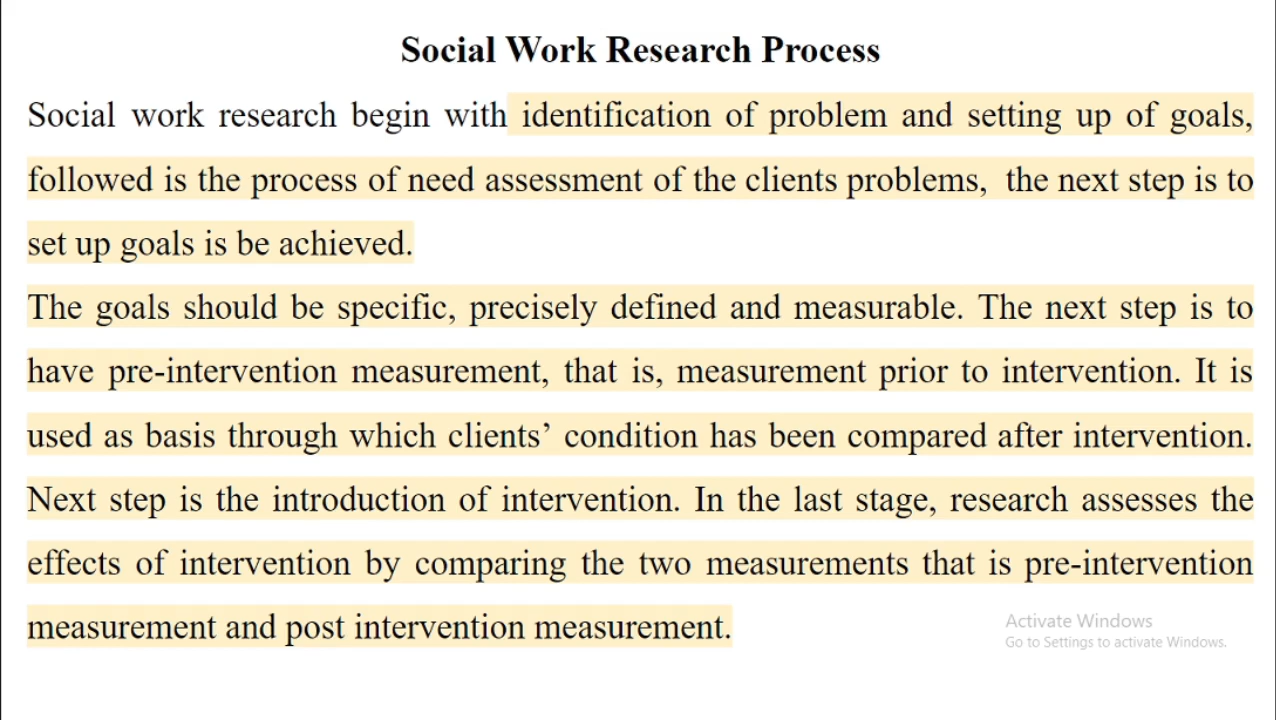 Social Work Research Process
Social work research begin with identification of problem and setting up of goals,
followed is the process of need assessment of the clients problems, the next step is to
set up goals is be achieved.
The goals should be specific, precisely defined and measurable. The next step is to
have pre-intervention measurement, that is, measurement prior to intervention. It is
used as basis through which clients’ condition has been compared after intervention.
Next step is the introduction of intervention. In the last stage, research assesses the
effects of intervention by comparing the two measurements that is pre-intervention
measurement and post intervention measurement.
Activate Windows
Go to Settings to activate Windows.